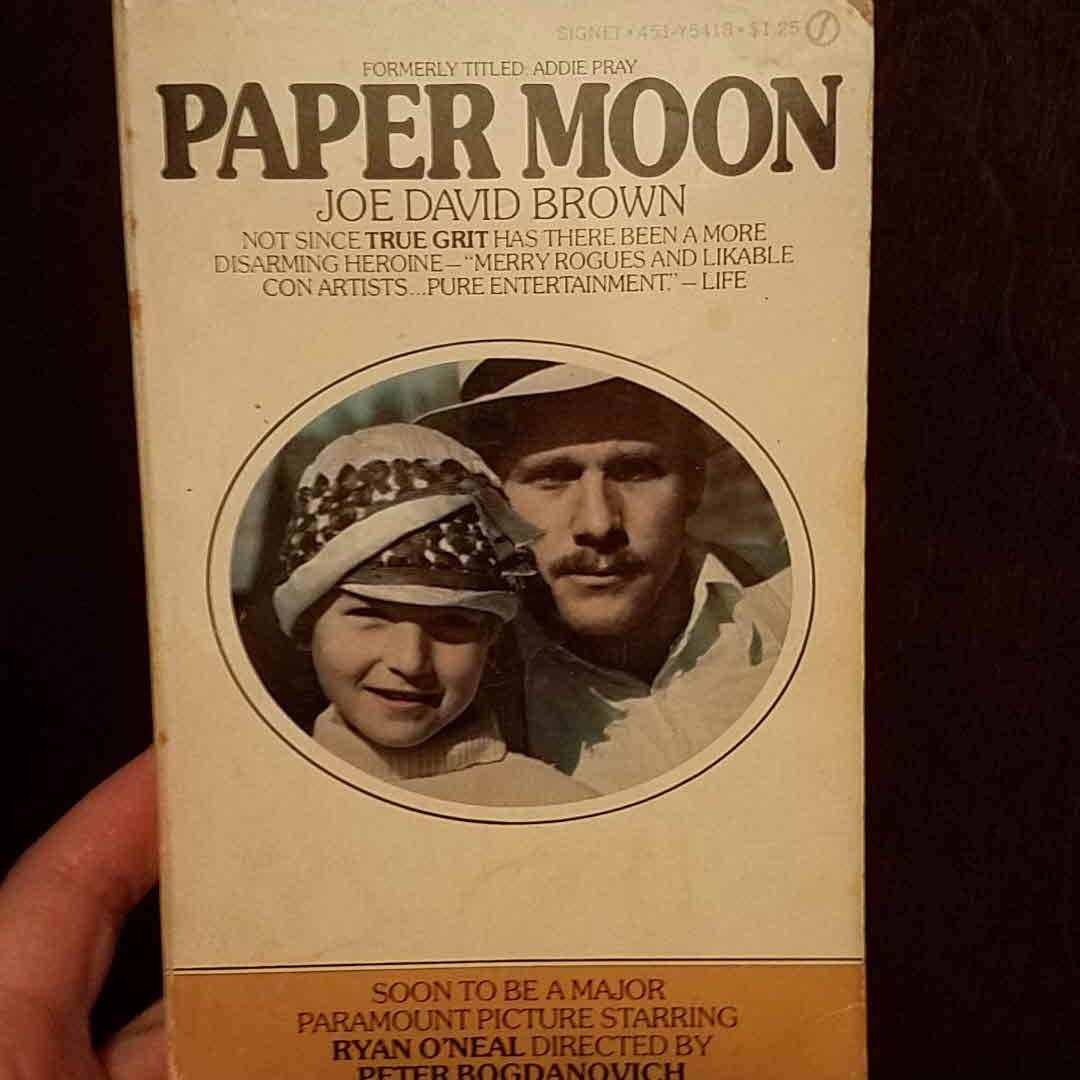 SIGNET • 451-Y5418 • $1.25
FORMERLY TITLED: ADDIE PRAY
PAPER MOON
JOE DAVID BROWN
NOT SINCE TRUE GRIT HAS THERE BEEN A MORE
DISARMING HEROINE—"MERRY ROGUES AND LIKABLE
CON ARTISTS...PURE ENTERTAINMENT."—LIFE
SOON TO BE A MAJOR
PARAMOUNT PICTURE STARRING
RYAN O'NEAL DIRECTED BY
PETER BOGDANOVICH